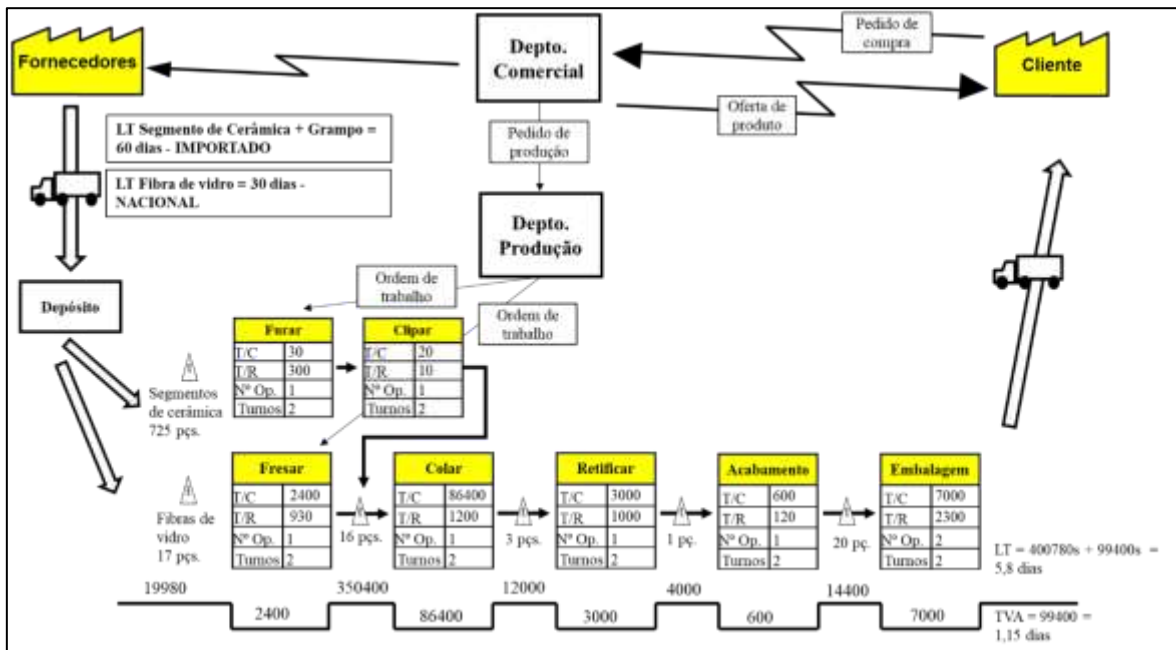 Fornecedores
Depto.
Comercial
Pedido de
compra
Cliente
Oferta de
produto
LT Segmento de Cerâmica + Grampo =
60 dias - IMPORTADO
LT Fibra de vidro = 30 dias -
NACIONAL
Pedido de
produção
Depto.
Produção
Depósito
Ordem de
trabalho
Ordem de
trabalho
Furar
T/C 30
T/R 300
Nº Op. 1
Turnos 2
Clipar
T/C 20
T/R 10
Nº Op. 1
Turnos 2
Segmentos
de cerâmica
725 pçs.
Fresar
T/C 2400
T/R 930
Nº Op. 1
Turnos 2
Colar
T/C 86400
T/R 1200
Nº Op. 1
Turnos 2
Retificar
T/C 3000
T/R 1000
Nº Op. 1
Turnos 2
Acabamento
T/C 600
T/R 120
Nº Op. 1
Turnos 2
Embalagem
T/C 7000
T/R 2300
Nº Op. 2
Turnos 2
Fibras de
vidro
17 pçs.
16 pçs.
3 pçs.
1 pç.
20 pç.
LT = 400780s + 99400s =
5,8 dias
19980 350400 12000 4000 14400
2400 86400 3000 600 7000
TVA = 99400 =
1,15 dias